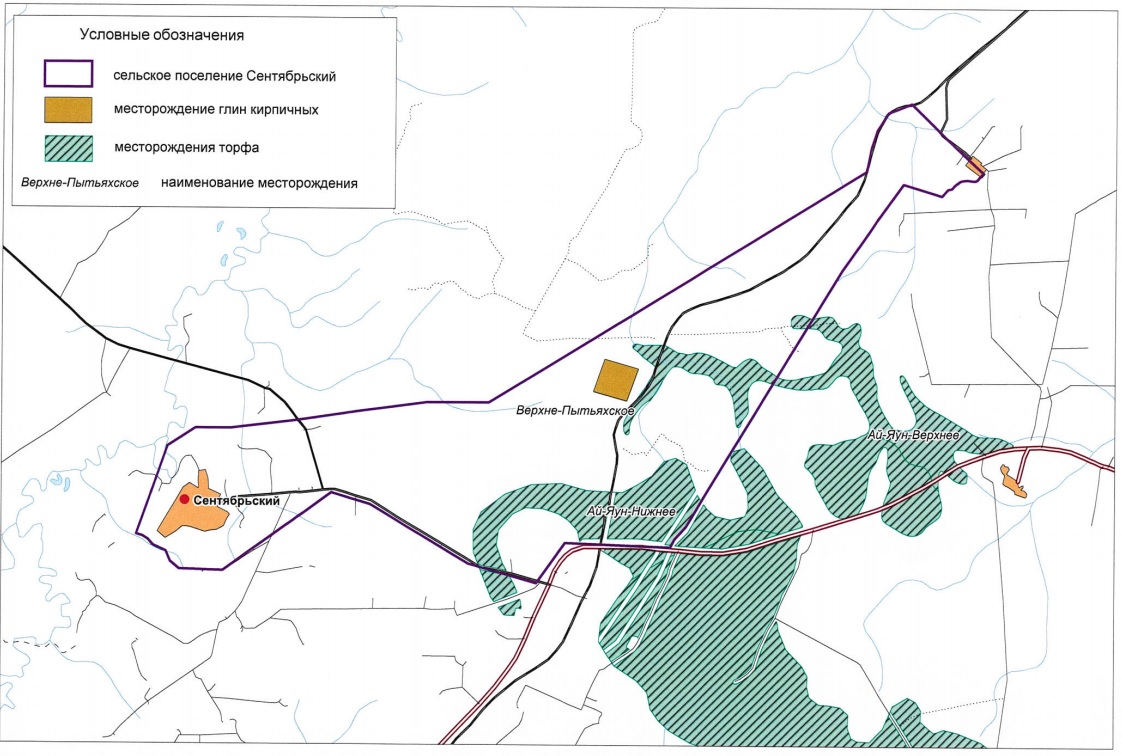 Условные обозначения
сельское поселение Сентябрьский
месторождение глин кирпичных
месторождения торфа
Верхне-Пытьяхское наименование месторождения
Верхне-Пытьяхское
Ай-Яун-Верхнее
Сентябрьский
Ай-Яун-Нижнее